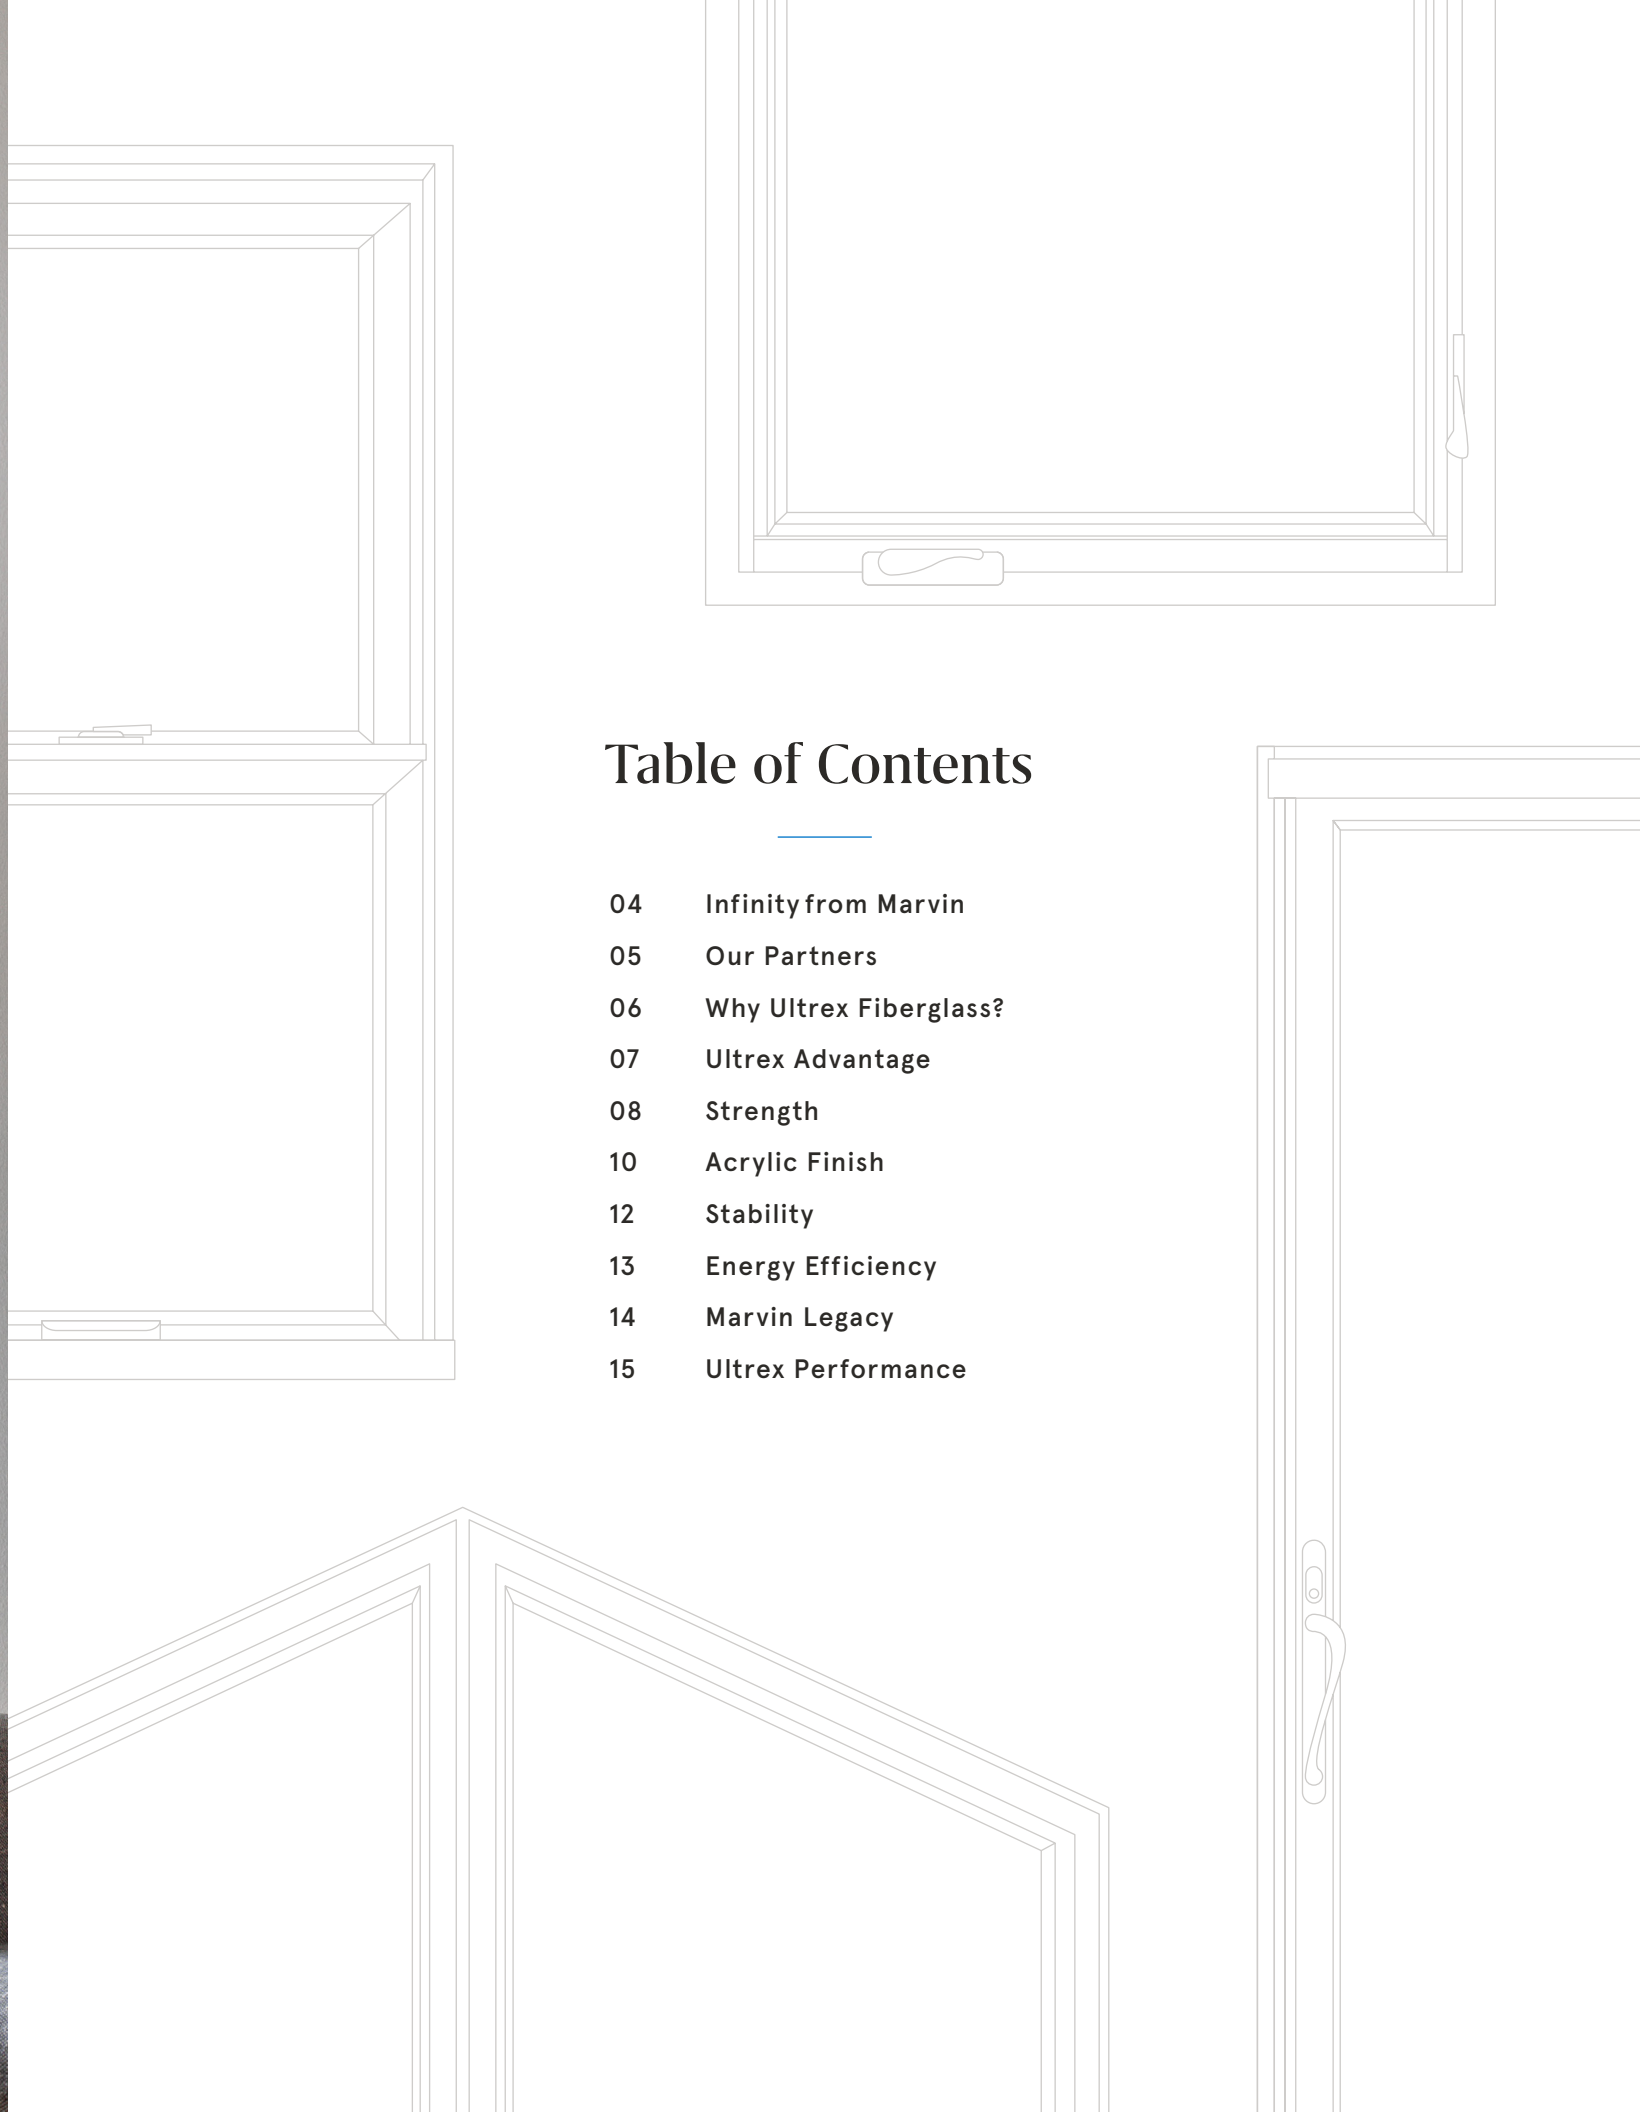 Table of Contents
04 Infinity from Marvin
05 Our Partners
06 Why Ultrex Fiberglass?
07 Ultrex Advantage
08 Strength
10 Acrylic Finish
12 Stability
13 Energy Efficiency
14 Marvin Legacy
15 Ultrex Performance